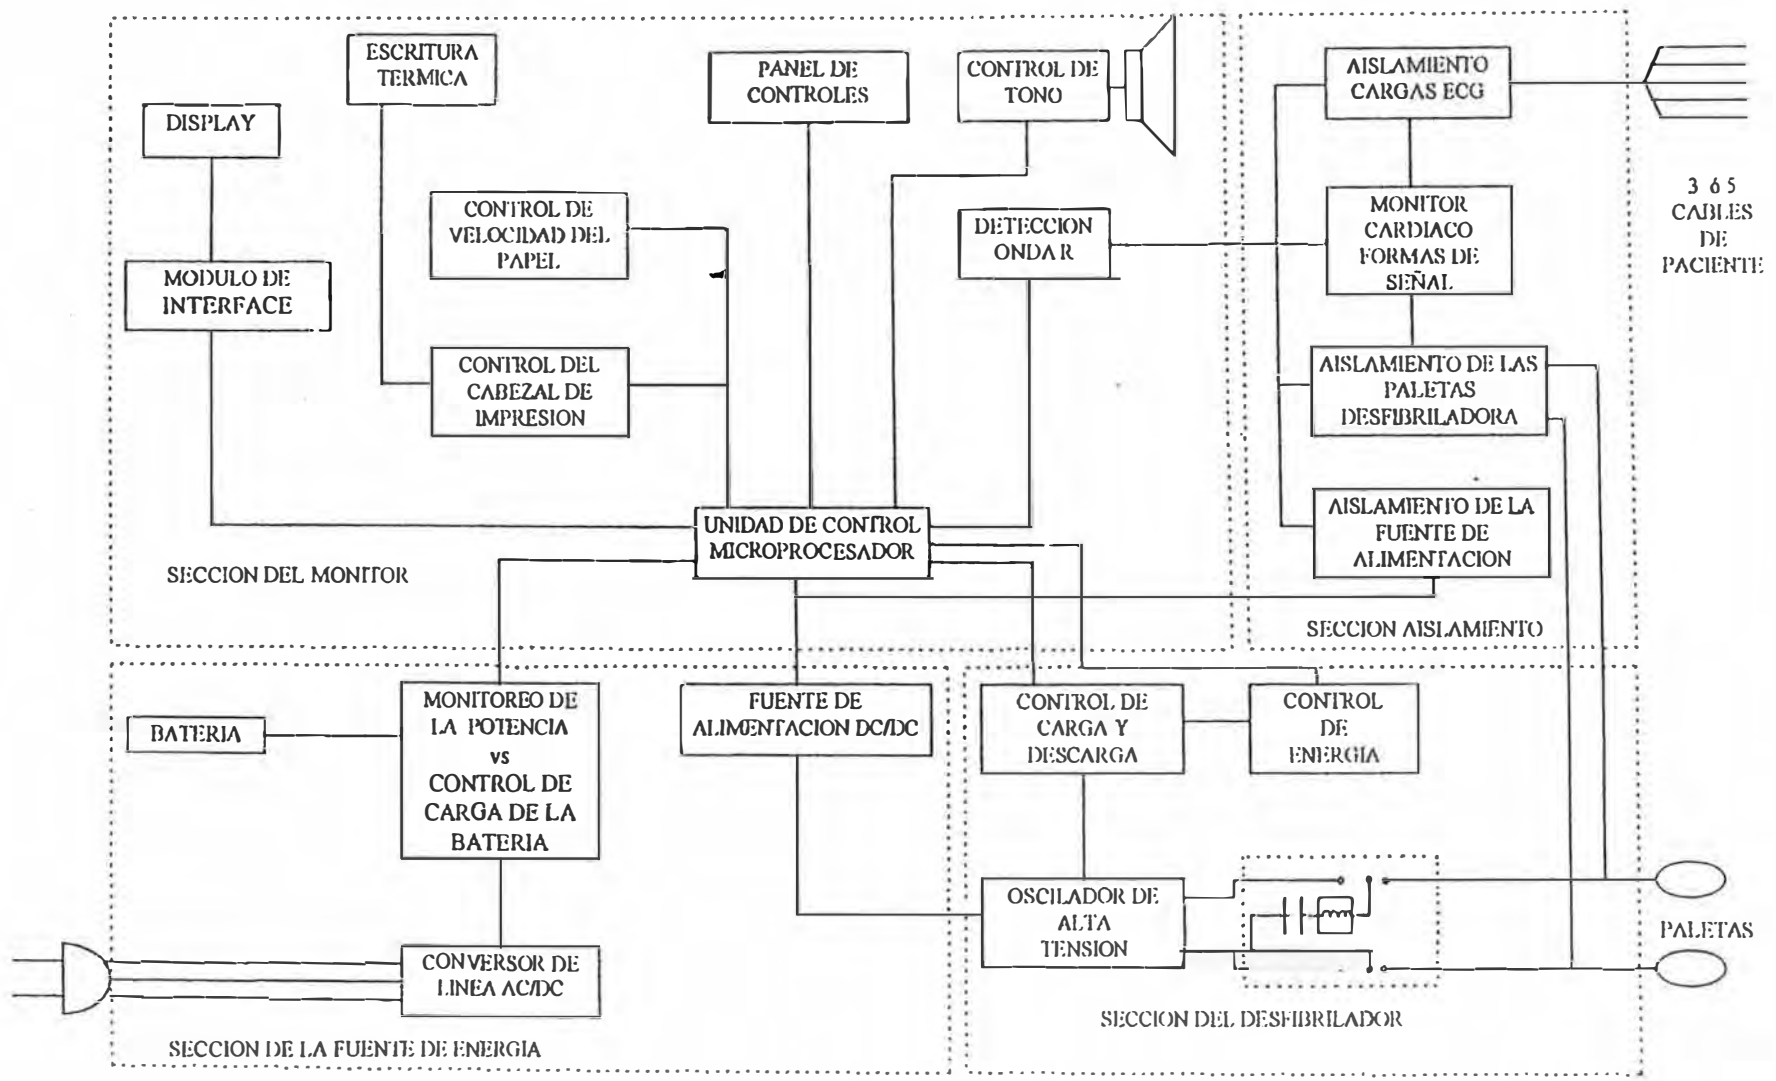 ESCRITURA
TERMICA
PANEL DE
CONTROLES
CONTROL DE
TONO
AISLAMIENTO
CARGAS ECG
DISPLAY
3 6 5
CABLES
DE
PACIENTE
CONTROL DE
VELOCIDAD DEL
PAPEL
DETECCION
ONDA R
MONITOR
CARDIACO
FORMAS DE
SEÑAL
MODULO DE
INTERFACE
CONTROL DEL
CABEZAL DE
IMPRESION
AISLAMIENTO DE LAS
PALETAS
DESFIBRILADORA
UNIDAD DE CONTROL
MICROPROCESADOR
AISLAMIENTO DE LA
FUENTE DE
ALIMENTACION
SECCION DEL MONITOR
SECCION AISLAMIENTO
BATERIA
MONITOREO DE
LA POTENCIA
vs
CONTROL DE
CARGA DE LA
BATERIA
FUENTE DE
ALIMENTACION DC/DC
CONTROL DE
CARGA Y
DESCARGA
CONTROL
DE
ENERGIA
OSCILADOR DE
ALTA
TENSION
PALETAS
CONVERSOR DE
LINEA AC/DC
SECCION DEL DESFIBRILADOR
SECCION DE LA FUENTE DE ENERGIA